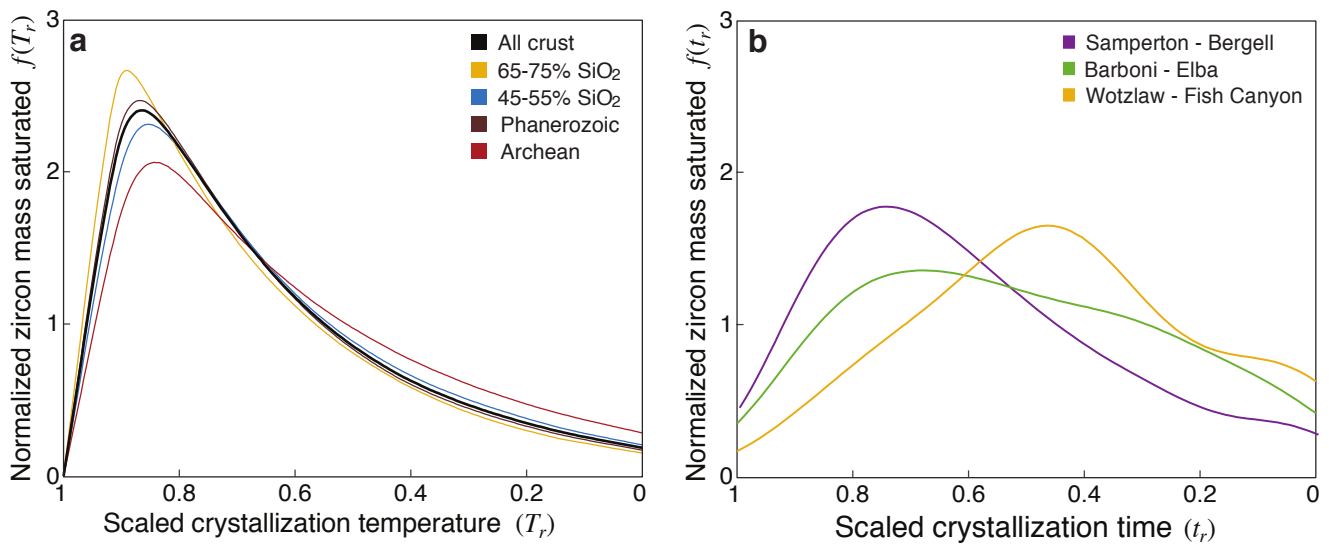 a
Normalized zircon mass saturated f(Tr)
3
2
1
0
All crust
65-75% SiO₂
45-55% SiO₂
Phanerozoic
Archean
1 0.8 0.6 0.4 0.2 0
Scaled crystallization temperature (Tr)
b
Normalized zircon mass saturated f(tr)
3
2
1
0
Samperton - Bergell
Barboni - Elba
Wotzlaw - Fish Canyon
1 0.8 0.6 0.4 0.2 0
Scaled crystallization time (tr)